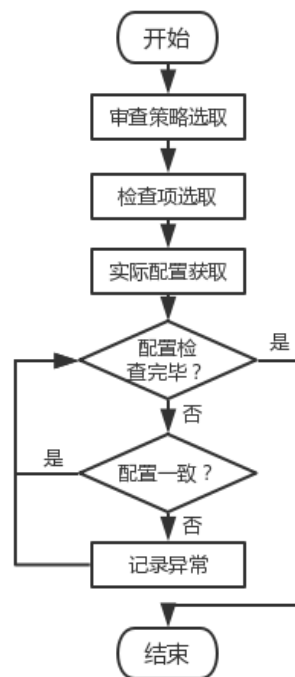 开始
审查策略选取
检查项选取
实际配置获取
配置检
查完毕？
是
否
配置一致？
是
否
记录异常
结束